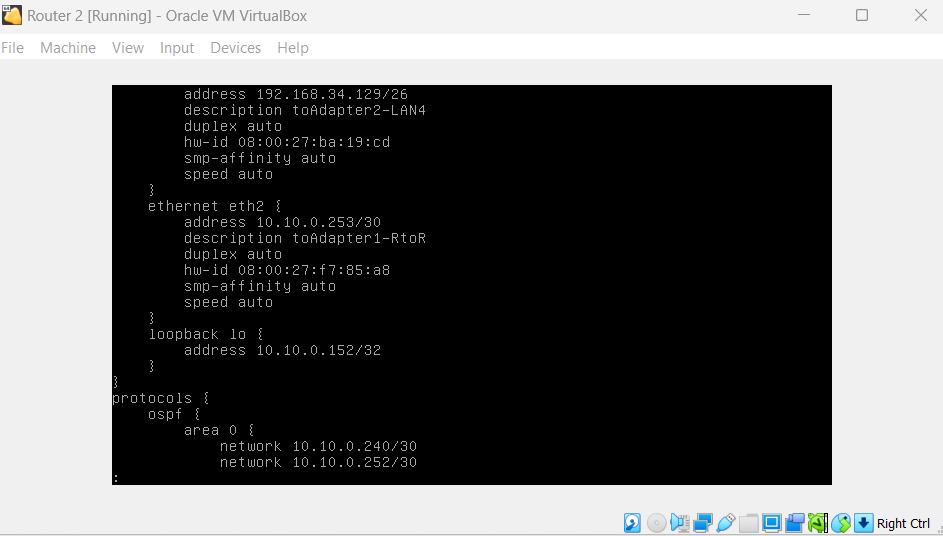 Router 2 [Running] - Oracle VM VirtualBox
File Machine View Input Devices Help
address 192.168.34.129/26
description toAdapter2-LAN4
duplex auto
hw-id 08:00:27:ba:19:cd
smp-affinity auto
speed auto
}
ethernet eth2 {
address 10.10.0.253/30
description toAdapter1-RtoR
duplex auto
hw-id 08:00:27:f7:85:a8
smp-affinity auto
speed auto
}
loopback lo {
address 10.10.0.152/32
}
}
protocols {
ospf {
area 0 {
network 10.10.0.240/30
network 10.10.0.252/30
:
Right Ctrl